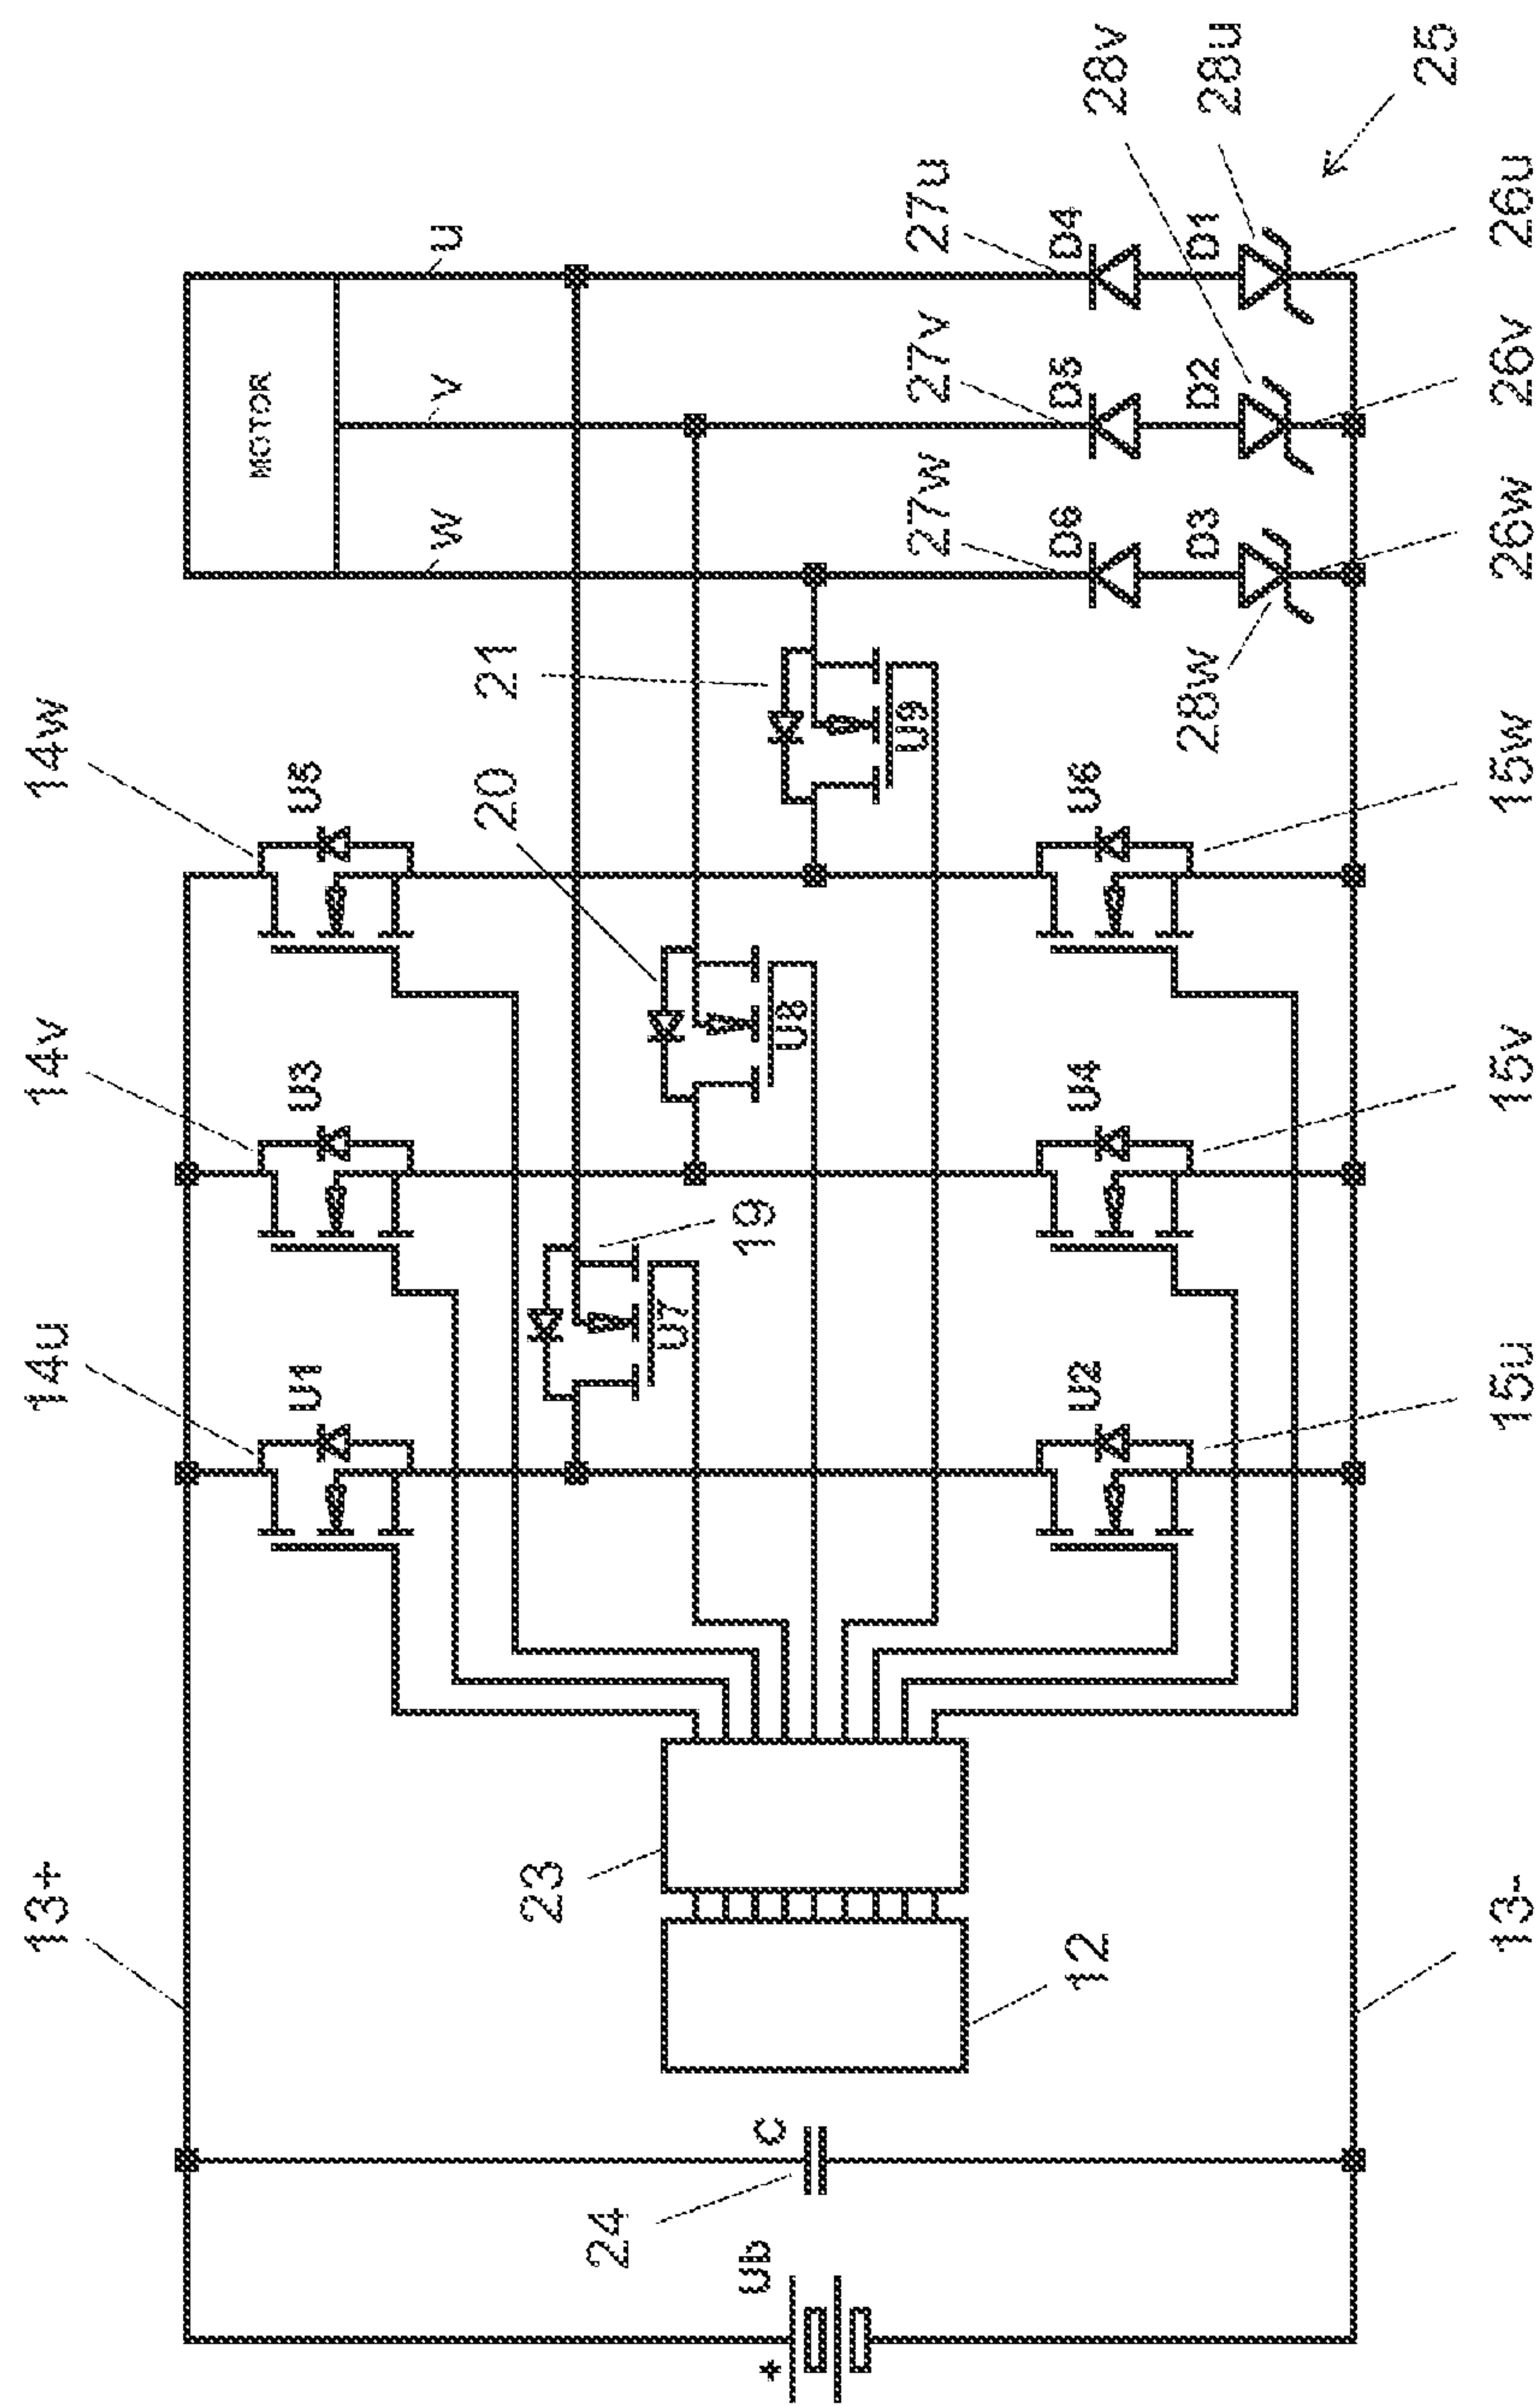 13+
14u
14v
14w
U1
U3
U5
MOTOR
W
V
U
23
24
Ub
+
C
19
20
21
U7
U8
U9
12
27w
27v
27u
D6
D5
D4
D3
D2
D1
28w
28v
28u
U2
U4
U6
13-
15u
15v
15w
26w
26v
26u
25